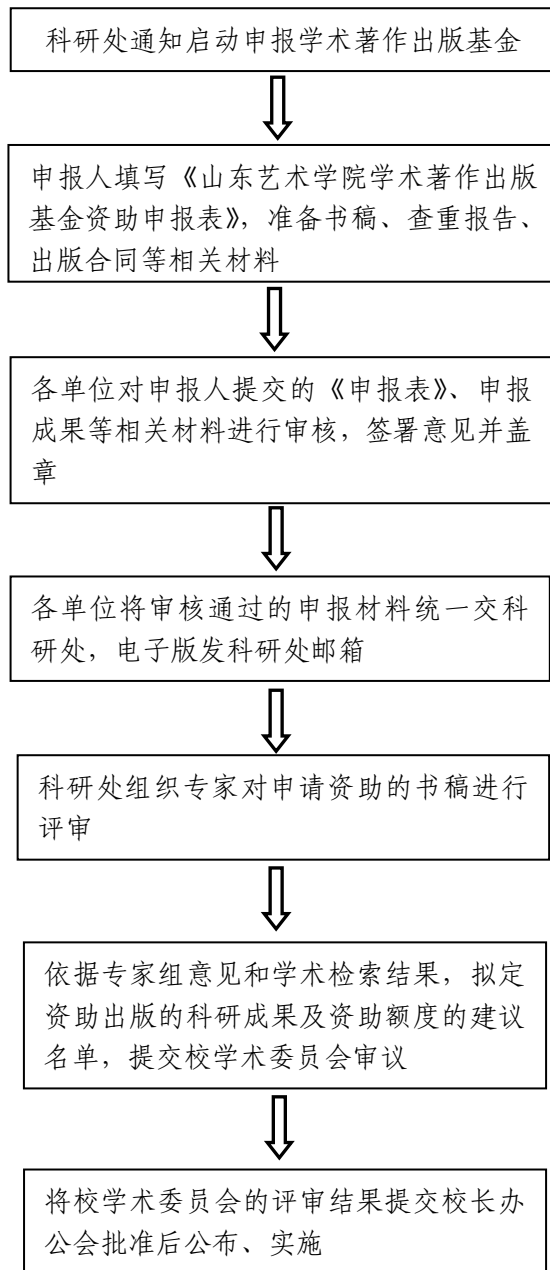 科研处通知启动申报学术著作出版基金
申报人填写《山东艺术学院学术著作出版
基金资助申报表》，准备书稿、查重报告、
出版合同等相关材料
各单位对申报人提交的《申报表》、申报
成果等相关材料进行审核，签署意见并盖
章
各单位将审核通过的申报材料统一交科
研处，电子版发科研处邮箱
科研处组织专家对申请资助的书稿进行
评审
依据专家组意见和学术检索结果，拟定
资助出版的科研成果及资助额度的建议
名单，提交校学术委员会审议
将校学术委员会的评审结果提交校长办
公会批准后公布、实施